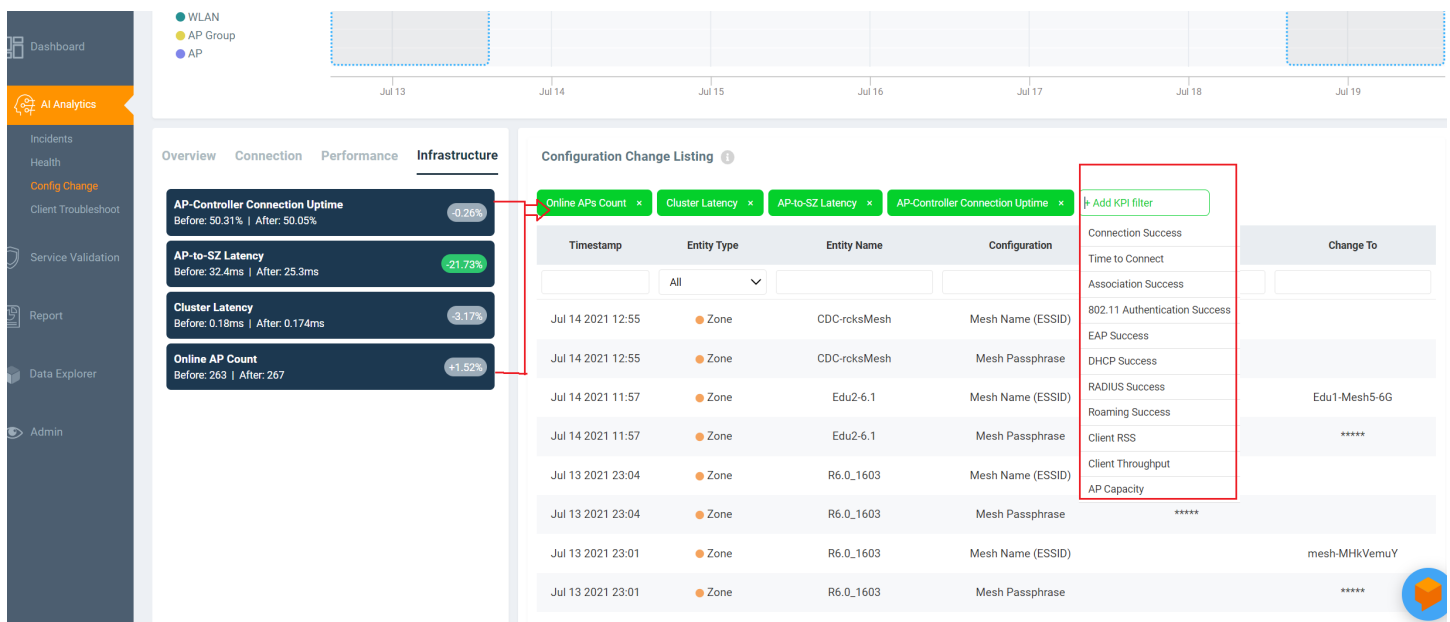 WLAN
AP Group
AP
Jul 13 Jul 14 Jul 15 Jul 16 Jul 17 Jul 18 Jul 19
Dashboard
AI Analytics
Incidents
Health
Config Change
Client Troubleshoot
Service Validation
Report
Data Explorer
Admin
Overview Connection Performance Infrastructure
AP-Controller Connection Uptime
Before: 50.31% | After: 50.05%
-0.26%
AP-to-SZ Latency
Before: 32.4ms | After: 25.3ms
-21.73%
Cluster Latency
Before: 0.18ms | After: 0.174ms
-3.17%
Online AP Count
Before: 263 | After: 267
+1.52%
Configuration Change Listing i
Online APs Count × Cluster Latency × AP-to-SZ Latency × AP-Controller Connection Uptime × + Add KPI filter
Connection Success
Time to Connect
Association Success
802.11 Authentication Success
EAP Success
DHCP Success
RADIUS Success
Roaming Success
Client RSS
Client Throughput
AP Capacity
Timestamp Entity Type Entity Name Configuration Change To
All
Jul 14 2021 12:55 Zone CDC-rcksMesh Mesh Name (ESSID)
Jul 14 2021 12:55 Zone CDC-rcksMesh Mesh Passphrase
Jul 14 2021 11:57 Zone Edu2-6.1 Mesh Name (ESSID) Edu1-Mesh5-6G
Jul 14 2021 11:57 Zone Edu2-6.1 Mesh Passphrase *****
Jul 13 2021 23:04 Zone R6.0_1603 Mesh Name (ESSID)
Jul 13 2021 23:04 Zone R6.0_1603 Mesh Passphrase *****
Jul 13 2021 23:01 Zone R6.0_1603 Mesh Name (ESSID) mesh-MHkVemuY
Jul 13 2021 23:01 Zone R6.0_1603 Mesh Passphrase *****